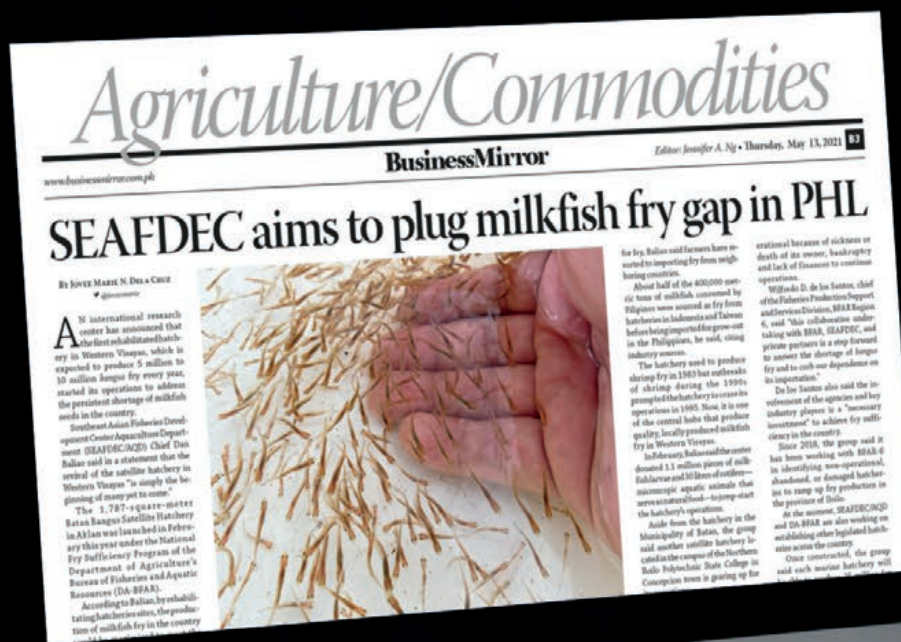 Agriculture/Commodities
www.businessmirror.com.ph
BusinessMirror
Editor: Jennifer A. Ng • Thursday, May 13, 2021 B3
SEAFDEC aims to plug milkfish fry gap in PHL
By Joyce Marie N. Dela Cruz
AN international research
center has announced that
the first rehabilitated hatch-
ery in Western Visayas, which is
expected to produce 5 million to
10 million bangus fry every year,
started its operations to address
the persistent shortage of milkfish
seeds in the country.
Southeast Asian Fisheries Devel-
opment Center Aquaculture Depart-
ment (SEAFDEC/AQD) Chief Dan
Baliao said in a statement that the
revival of the satellite hatchery in
Western Visayas "is simply the be-
ginning of many yet to come."
The 1,787-square-meter
Batan Bangus Satellite Hatchery
in Aklan was launched in Febru-
ary this year under the National
Fry Sufficiency Program of the
Department of Agriculture's
Bureau of Fisheries and Aquatic
Resources (DA-BFAR).
According to Baliao, by rehabili-
tating hatcheries sites, the produc-
tion of milkfish fry in the country
for fry, Baliao said farmers have re-
sorted to importing fry from neigh-
boring countries.
About half of the 400,000 met-
ric tons of milkfish consumed by
Filipinos were sourced as fry from
hatcheries in Indonesia and Taiwan
before being imported for grow-out
in the Philippines, he said, citing
industry sources.
The hatchery used to produce
shrimp fry in 1983 but outbreaks
of shrimp during the 1990s
prompted the hatchery to cease its
operations in 1995. Now, it is one
of the central hubs that produce
quality, locally produced milkfish
fry in Western Visayas.
In February, Baliao said the center
donated 1.1 million pieces of milk-
fish larvae and 30 liters of rotifers—
microscopic aquatic animals that
serve as natural food—to jump-start
the hatchery's operations.
Aside from the hatchery in the
Municipality of Batan, the group
said another satellite hatchery lo-
cated in the campus of the Northern
Iloilo Polytechnic State College in
Concepcion town is gearing up for
erational because of sickness or
death of its owner, bankruptcy
and lack of finances to continue
operations.
Wilfredo D. de los Santos, chief
of the Fisheries Production Support
and Services Division, BFAR Region
6, said "this collaborative under-
taking with BFAR, SEAFDEC, and
private partners is a step forward
to answer the shortage of bangus
fry and to curb our dependence on
its importation."
De los Santos also said the in-
volvement of the agencies and key
industry players is a "necessary
investment" to achieve fry suffi-
ciency in the country.
Since 2018, the group said it
has been working with BFAR-6
in identifying non-operational,
abandoned, or damaged hatcher-
ies to ramp up fry production in
the province of Iloilo.
At the moment, SEAFDEC/AQD
and DA-BFAR are also working on
establishing other legislated hatch-
eries across the country.
Once constructed, the group
said each marine hatchery will